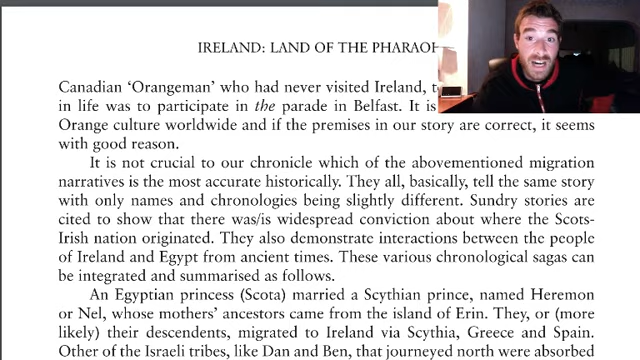 IRELAND: LAND OF THE PHARAOH
Canadian ‘Orangeman’ who had never visited Ireland,
in life was to participate in the parade in Belfast. It is
Orange culture worldwide and if the premises in our story are correct, it seems
with good reason.
It is not crucial to our chronicle which of the abovementioned migration
narratives is the most accurate historically. They all, basically, tell the same story
with only names and chronologies being slightly different. Sundry stories are
cited to show that there was/is widespread conviction about where the Scots-
Irish nation originated. They also demonstrate interactions between the people
of Ireland and Egypt from ancient times. These various chronological sagas can
be integrated and summarised as follows.
An Egyptian princess (Scota) married a Scythian prince, named Heremon
or Nel, whose mothers’ ancestors came from the island of Erin. They, or (more
likely) their descendents, migrated to Ireland via Scythia, Greece and Spain.
Other of the Israeli tribes, like Dan and Ben, that journeyed north were absorbed